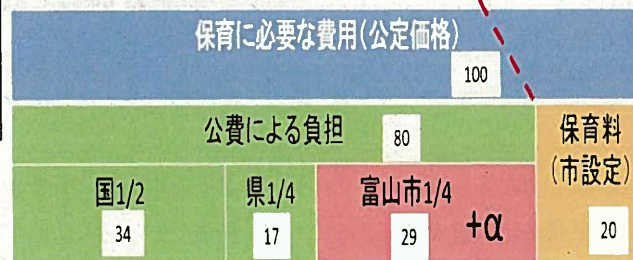 保育に必要な費用(公定価格)
100
公費による負担
80
保育料
(市設定)
20
国1/2
34
県1/4
17
富山市1/4
+α
29